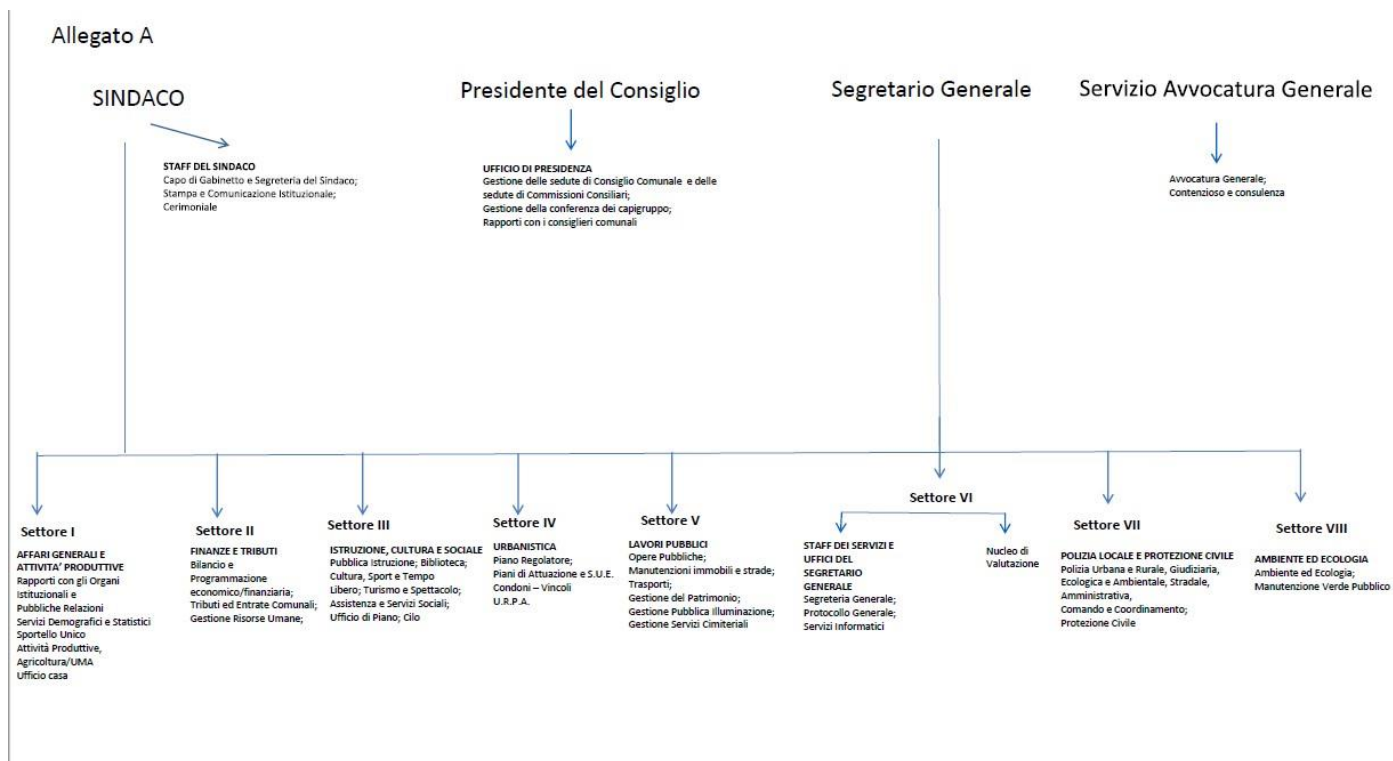 Allegato A
SINDACO
Presidente del Consiglio
Segretario Generale
Servizio Avvocatura Generale
STAFF DEL SINDACO
Capo di Gabinetto e Segreteria del Sindaco;
Stampa e Comunicazione Istituzionale;
Cerimoniale
UFFICIO DI PRESIDENZA
Gestione delle sedute di Consiglio Comunale e delle
sedute di Commissioni Consiliari;
Gestione della conferenza dei capigruppo;
Rapporti con i consiglieri comunali
Avvocatura Generale;
Contenzioso e consulenza
Settore I
AFFARI GENERALI E
ATTIVITA' PRODUTTIVE
Rapporti con gli Organi
Istituzionali e
Pubbliche Relazioni
Servizi Demografici e Statistici
Sportello Unico
Attività Produttive,
Agricoltura/UMA
Ufficio casa
Settore II
FINANZE E TRIBUTI
Bilancio e
Programmazione
economico/finanziaria;
Tributi ed Entrate Comunali;
Gestione Risorse Umane;
Settore III
ISTRUZIONE, CULTURA E SOCIALE
Pubblica Istruzione; Biblioteca;
Cultura, Sport e Tempo
Libero; Turismo e Spettacolo;
Assistenza e Servizi Sociali;
Ufficio di Piano; Cilo
Settore IV
URBANISTICA
Piano Regolatore;
Piani di Attuazione e S.U.E.
Condoni – Vincoli
U.R.P.A.
Settore V
LAVORI PUBBLICI
Opere Pubbliche;
Manutenzioni immobili e strade;
Trasporti;
Gestione del Patrimonio;
Gestione Pubblica Illuminazione;
Gestione Servizi Cimiteriali
Settore VI
STAFF DEI SERVIZI E
UFFICI DEL
SEGRETARIO
GENERALE
Segreteria Generale;
Protocollo Generale;
Servizi Informatici
Nucleo di
Valutazione
Settore VII
POLIZIA LOCALE E PROTEZIONE CIVILE
Polizia Urbana e Rurale, Giudiziaria,
Ecologica e Ambientale, Stradale,
Amministrativa,
Comando e Coordinamento;
Protezione Civile
Settore VIII
AMBIENTE ED ECOLOGIA
Ambiente ed Ecologia;
Manutenzione Verde Pubblico